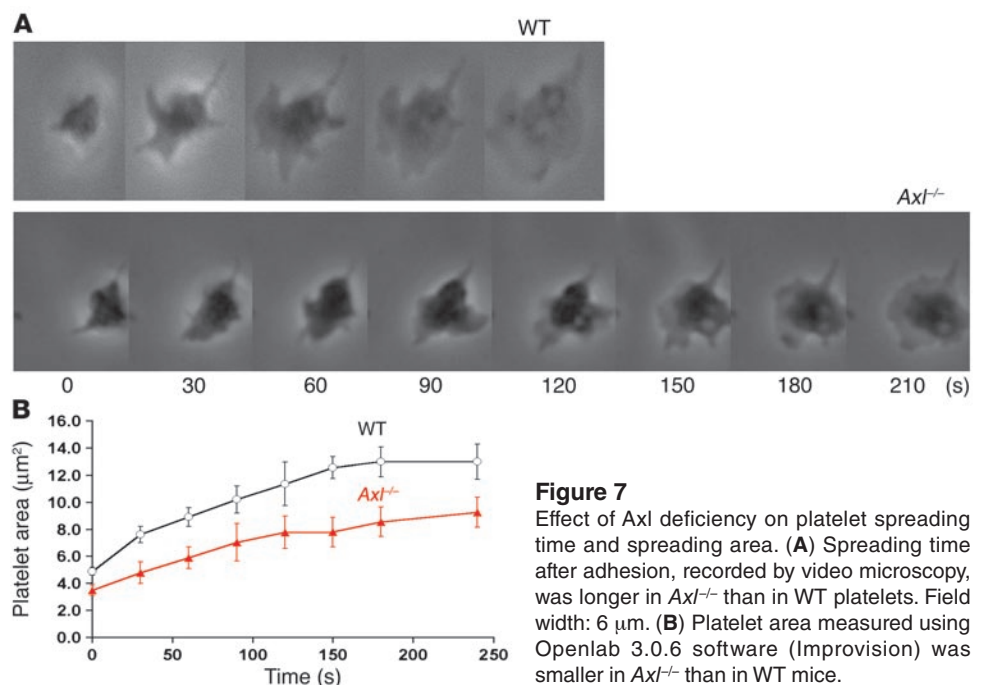 A
WT
Axl–/–
0 30 60 90 120 150 180 210 (s)
B
Platelet area (μm²)
16.0
14.0
12.0
10.0
8.0
6.0
4.0
2.0
0.0
WT
Axl–/–
0 50 100 150 200 250
Time (s)
Figure 7
Effect of Axl deficiency on platelet spreading
time and spreading area. (A) Spreading time
after adhesion, recorded by video microscopy,
was longer in Axl–/– than in WT platelets. Field
width: 6 μm. (B) Platelet area measured using
Openlab 3.0.6 software (Improvision) was
smaller in Axl–/– than in WT mice.